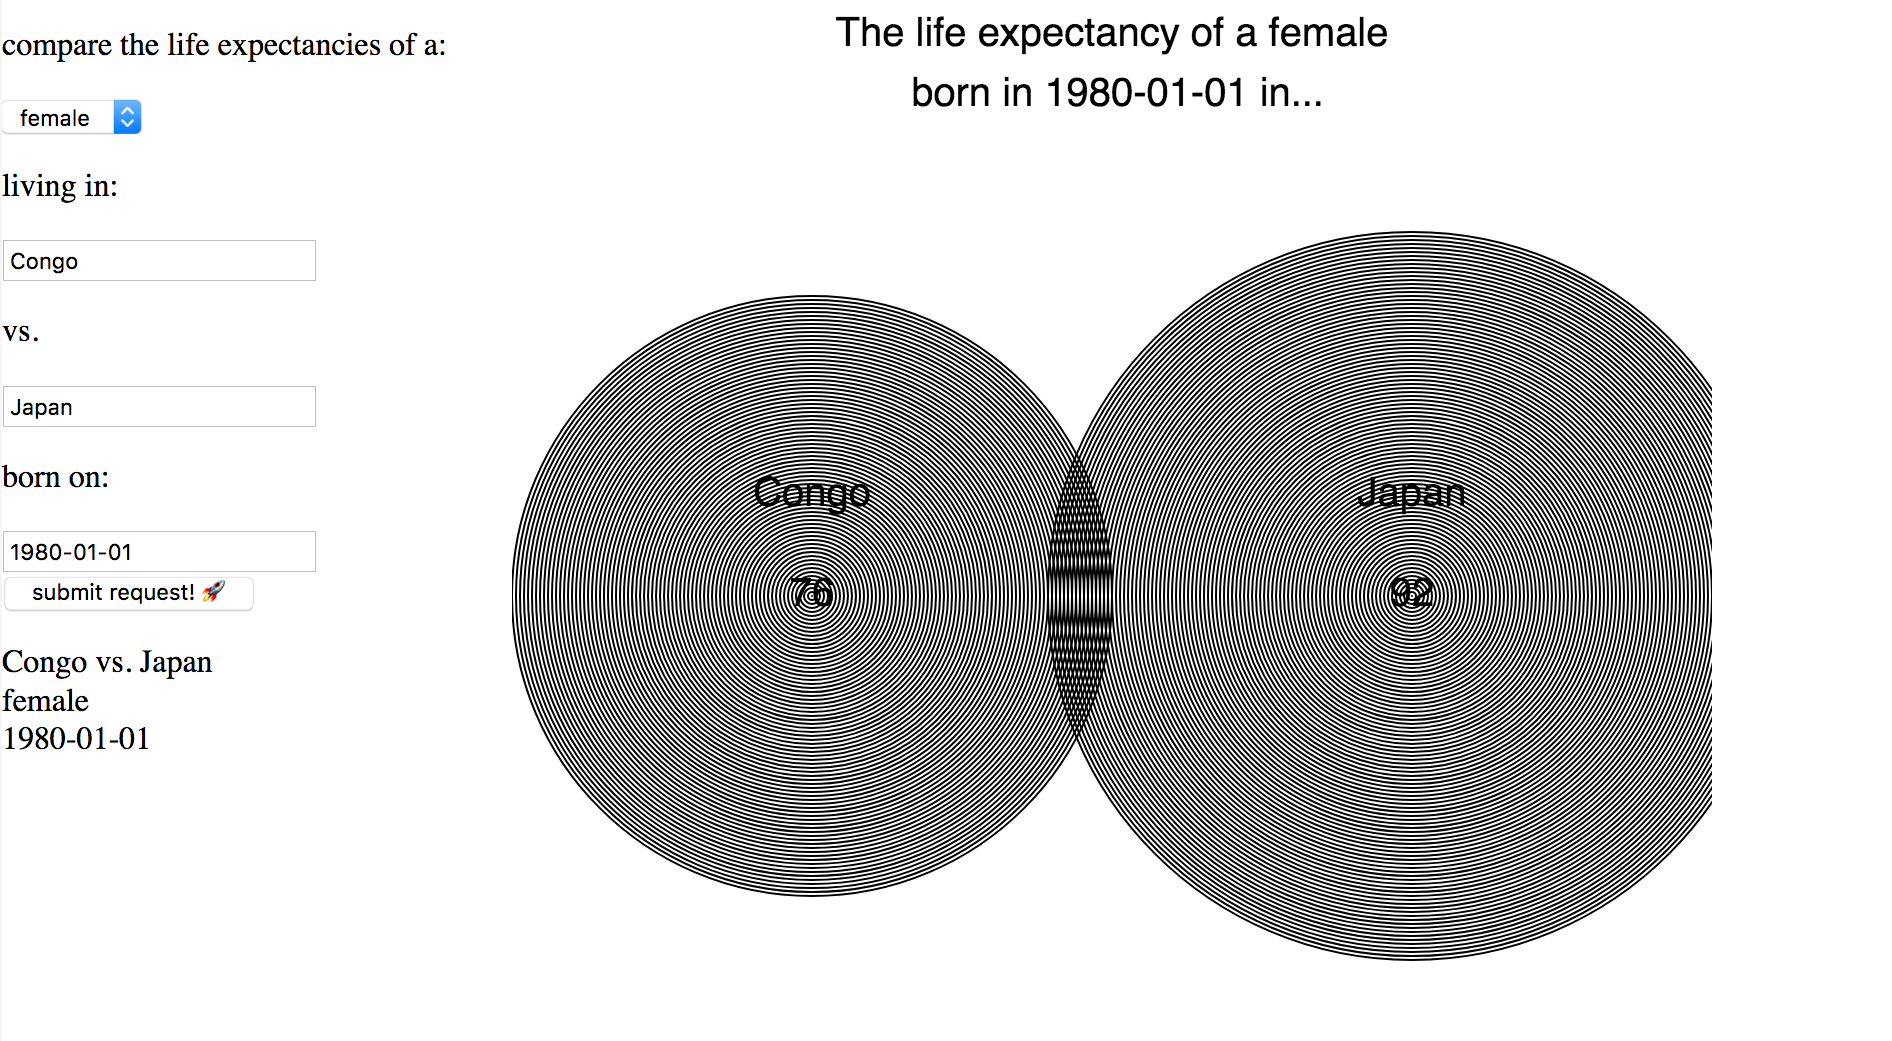 compare the life expectancies of a:
female
living in:
Congo
vs.
Japan
born on:
1980-01-01
submit request! 🚀
Congo vs. Japan
female
1980-01-01
The life expectancy of a female
born in 1980-01-01 in...
Congo
Japan
76
92